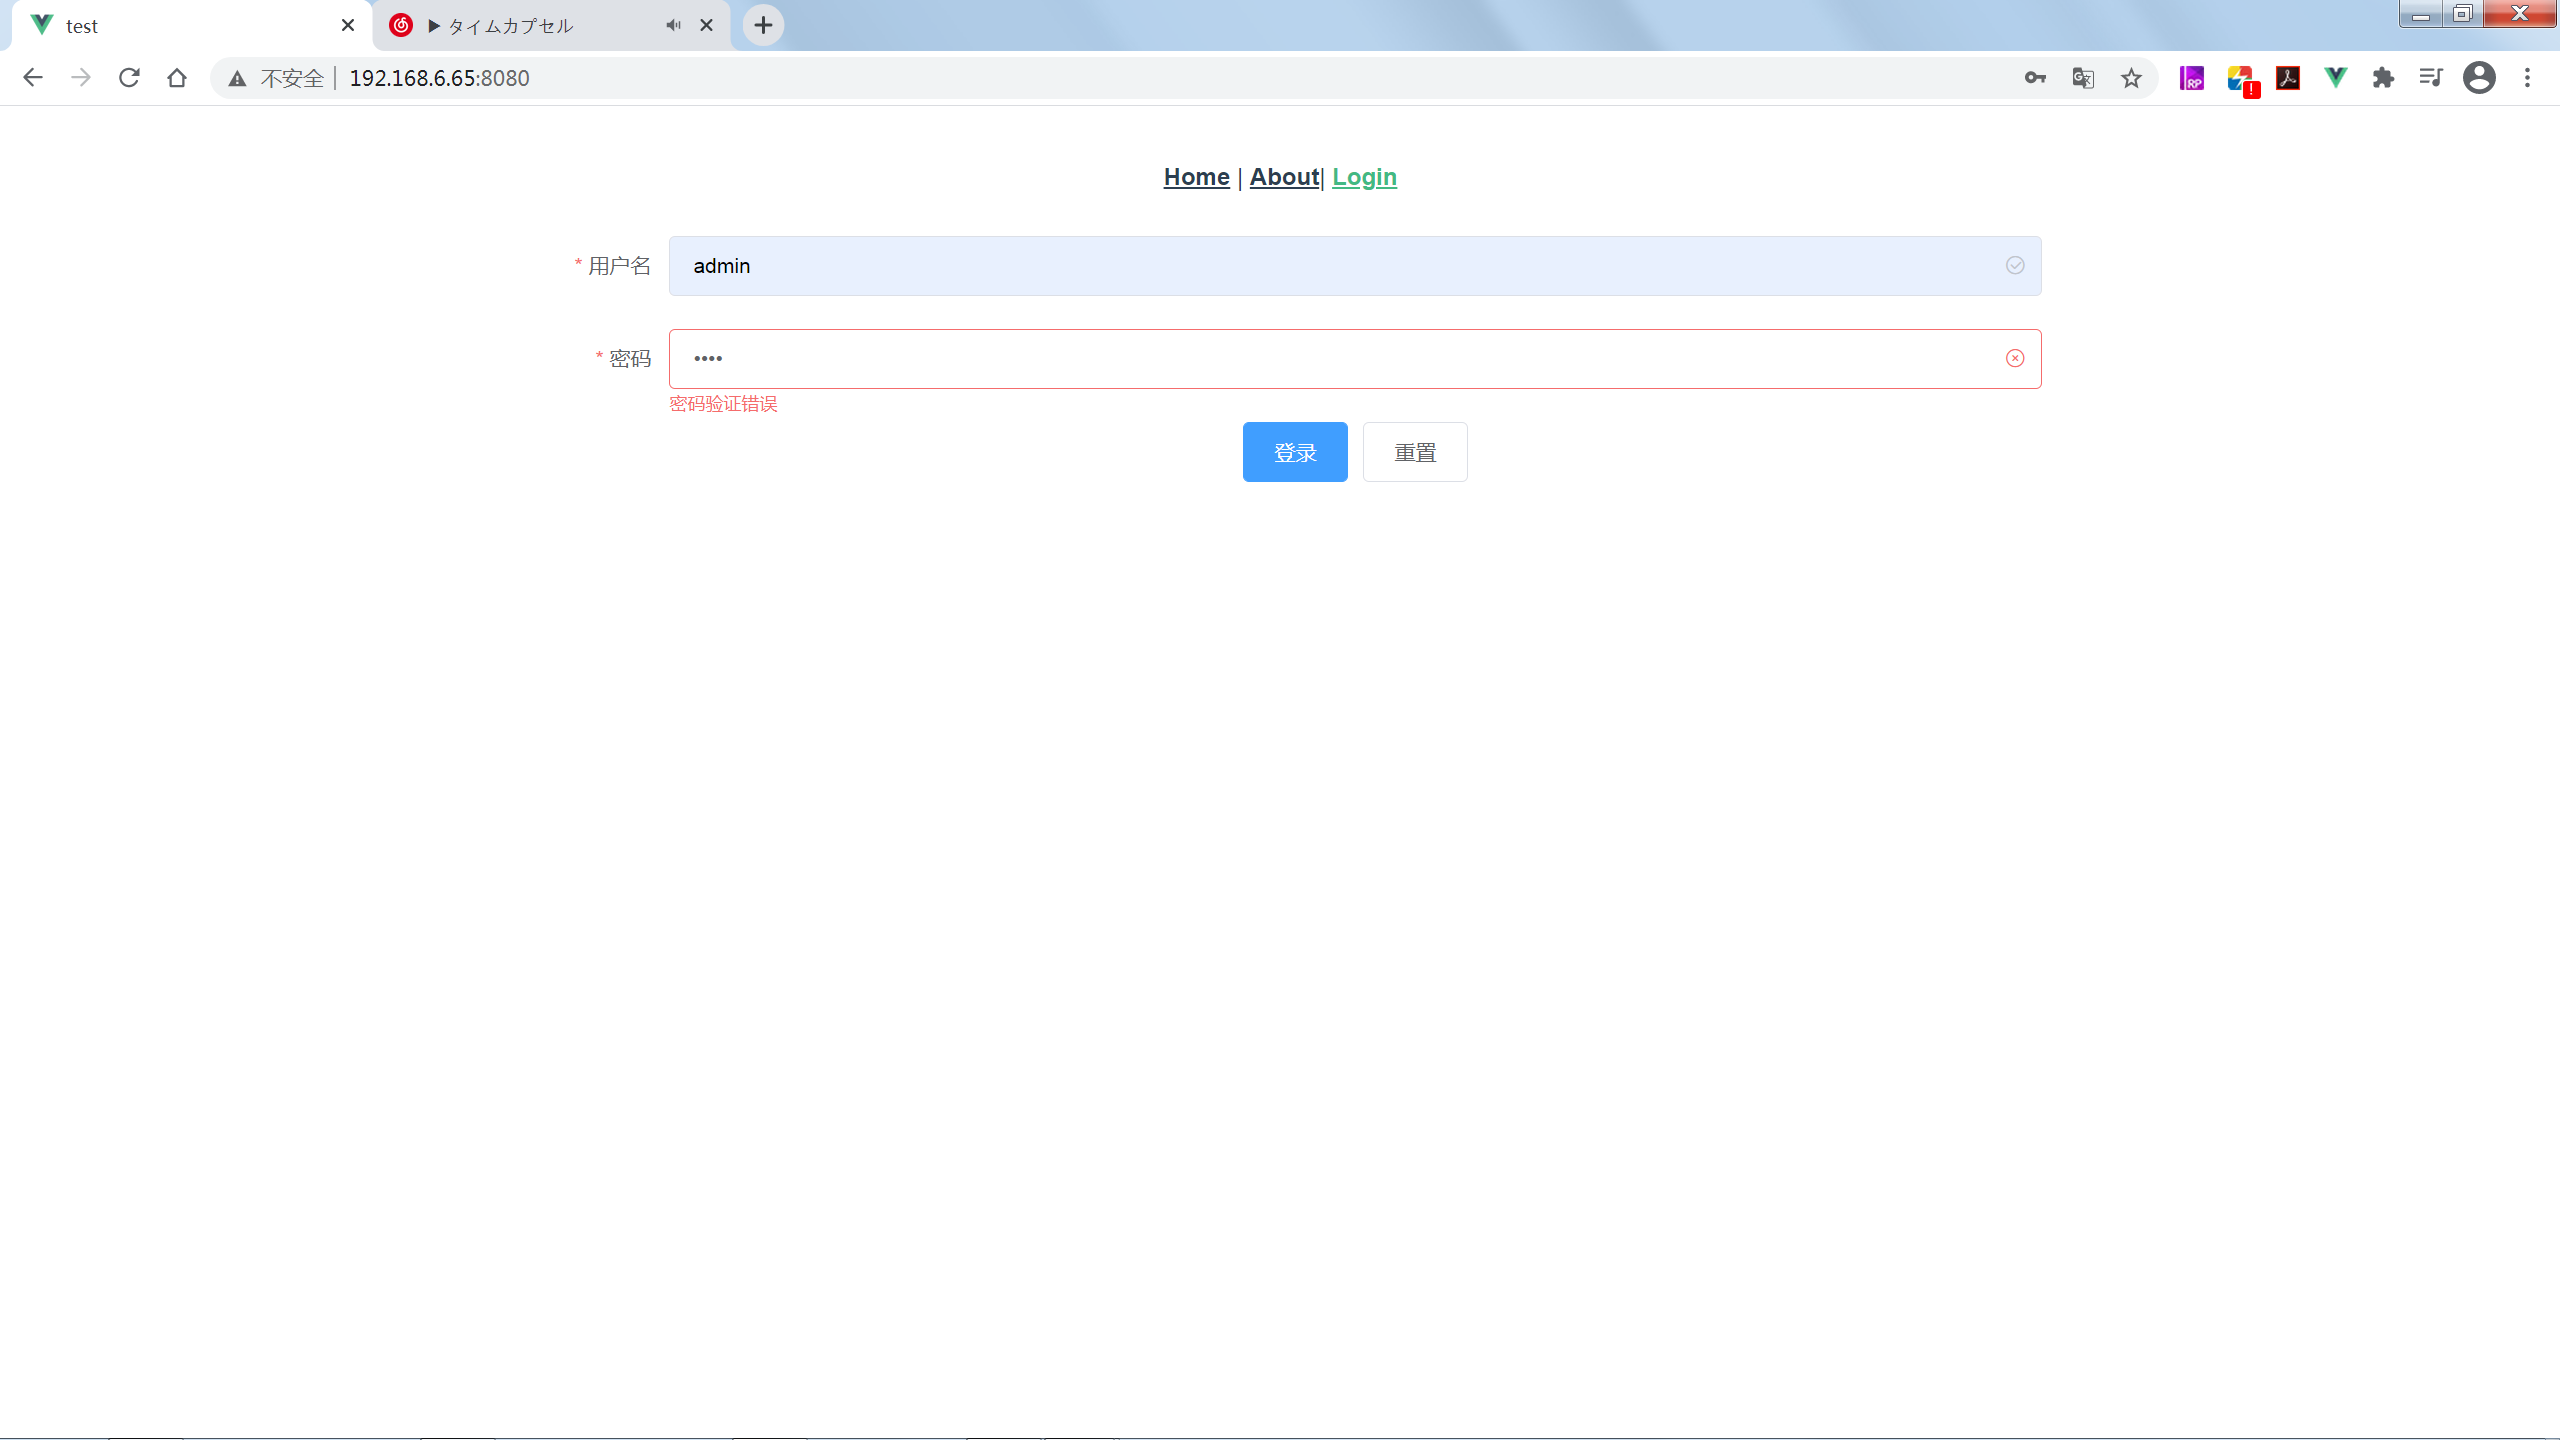 test
▶ タイムカプセル
不安全 192.168.6.65:8080
Home | About| Login
* 用户名 admin
* 密码 ••••
密码验证错误
登录 重置